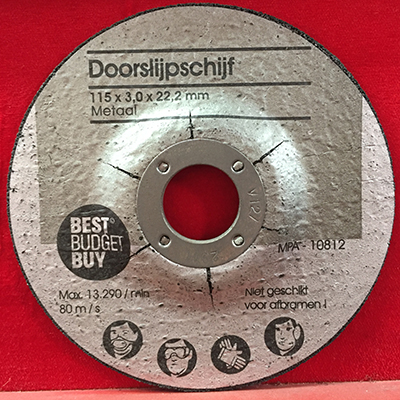 Doorslijpschijf
115 x 3,0 x 22,2 mm
Metaal
BEST
BUDGET
BUY
MPA - 10812
Max. 13.290 / min
80 m / s
Niet geschikt
voor afbramen !